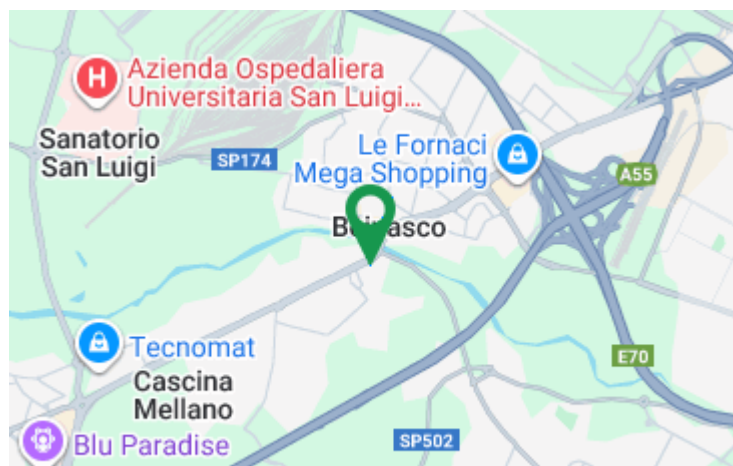 H
Azienda Ospedaliera
Universitaria San Luigi...
Sanatorio
San Luigi
SP174
Le Fornaci
Mega Shopping
A55
Tecnomat
Cascina
Mellano
E70
Blu Paradise
SP502